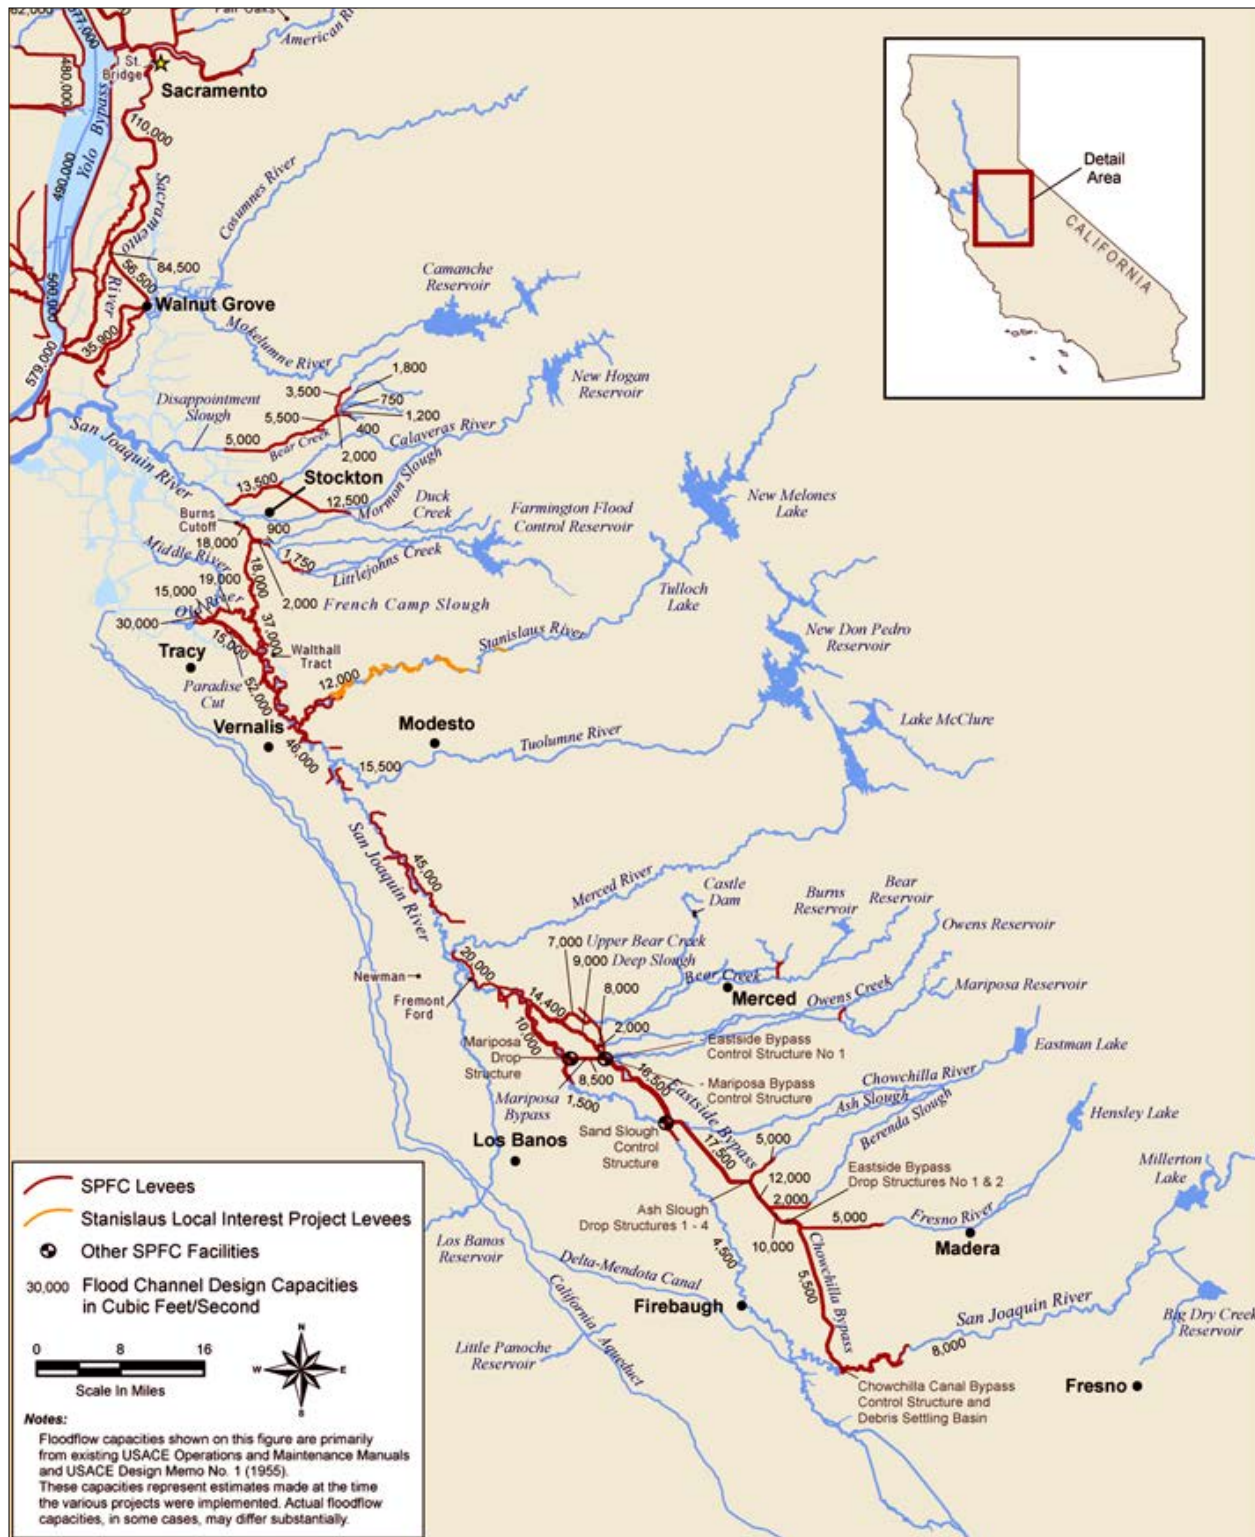 577,000
American Ri
J St.
Bridge
Sacramento
480,000
Yolo Bypass
110,000
490,000
Sacramento
River
Cosumnes River
84,500
56,500
500,000
Walnut Grove
35,900
579,000
Mokelumne River
Camanche
Reservoir
New Hogan
Reservoir
Detail
Area
CALIFORNIA
1,800
3,500
750
Disappointment
Slough
5,500
1,200
400
5,000
Bear Creek
Calaveras River
2,000
San Joaquin River
Stockton
13,500
12,500
Mormon Slough
Duck
Creek
Farmington Flood
Control Reservoir
New Melones
Lake
Burns
Cutoff
900
18,000
1,750
Littlejohns Creek
Middle River
18,000
19,000
15,000
2,000
French Camp Slough
Tulloch
Lake
Old River
30,000
37,000
Stanislaus River
New Don Pedro
Reservoir
15,000
Tracy
Walthall
Tract
Paradise
Cut
52,000
12,000
Vernalis
46,000
Modesto
15,500
Tuolumne River
Lake McClure
San Joaquin River
45,000
Merced River
Castle
Dam
Burns
Reservoir
Bear
Reservoir
Owens Reservoir
7,000
Upper Bear Creek
9,000
Deep Slough
20,000
Newman
Fremont
Ford
8,000
Bear Creek
Merced
Owens Creek
Mariposa Reservoir
14,400
10,000
2,000
Mariposa
Drop
Structure
Eastside Bypass
Control Structure No 1
Eastman Lake
8,500
16,500
Mariposa Bypass
Control Structure
Chowchilla River
Mariposa
Bypass
1,500
Eastside Bypass
Ash Slough
Berenda Slough
Hensley Lake
Los Banos
Sand Slough
Control
Structure
17,500
5,000
Millerton
Lake
12,000
Eastside Bypass
Drop Structures No 1 & 2
2,000
Ash Slough
Drop Structures 1 - 4
5,000
Fresno River
10,000
Madera
Los Banos
Reservoir
Delta-Mendota Canal
4,500
Chowchilla Bypass
5,500
California Aqueduct
Firebaugh
San Joaquin River
8,000
Big Dry Creek
Reservoir
Little Panoche
Reservoir
Chowchilla Canal Bypass
Control Structure and
Debris Settling Basin
Fresno
SPFC Levees
Stanislaus Local Interest Project Levees
Other SPFC Facilities
30,000 Flood Channel Design Capacities
in Cubic Feet/Second
0 8 16
Scale In Miles
N
W E
S
Notes:
Floodflow capacities shown on this figure are primarily
from existing USACE Operations and Maintenance Manuals
and USACE Design Memo No. 1 (1955).
These capacities represent estimates made at the time
the various projects were implemented. Actual floodflow
capacities, in some cases, may differ substantially.